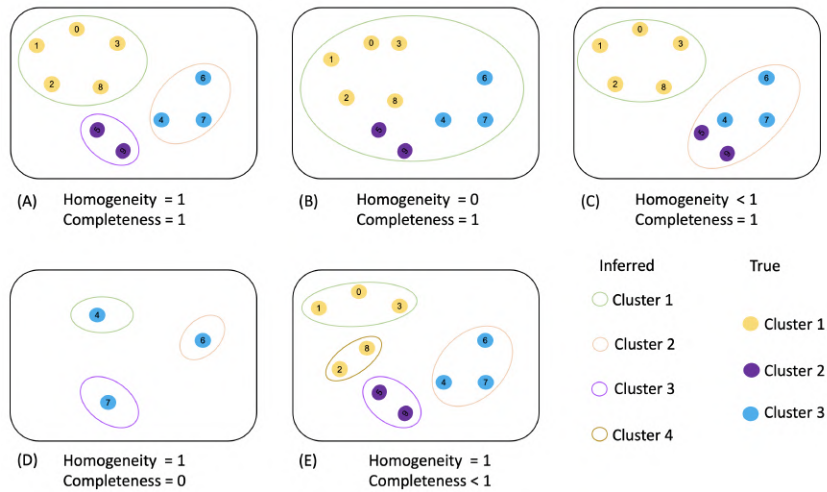 0
1
3
2
8
6
4
7
5
9
(A) Homogeneity = 1
Completeness = 1
0
3
1
2
8
6
4
7
5
9
(B) Homogeneity = 0
Completeness = 1
0
1
3
2
8
6
4
7
5
9
(C) Homogeneity < 1
Completeness = 1
4
6
7
(D) Homogeneity = 1
Completeness = 0
0
1
3
8
2
6
4
7
5
9
(E) Homogeneity = 1
Completeness < 1
Inferred
Cluster 1
Cluster 2
Cluster 3
Cluster 4
True
Cluster 1
Cluster 2
Cluster 3